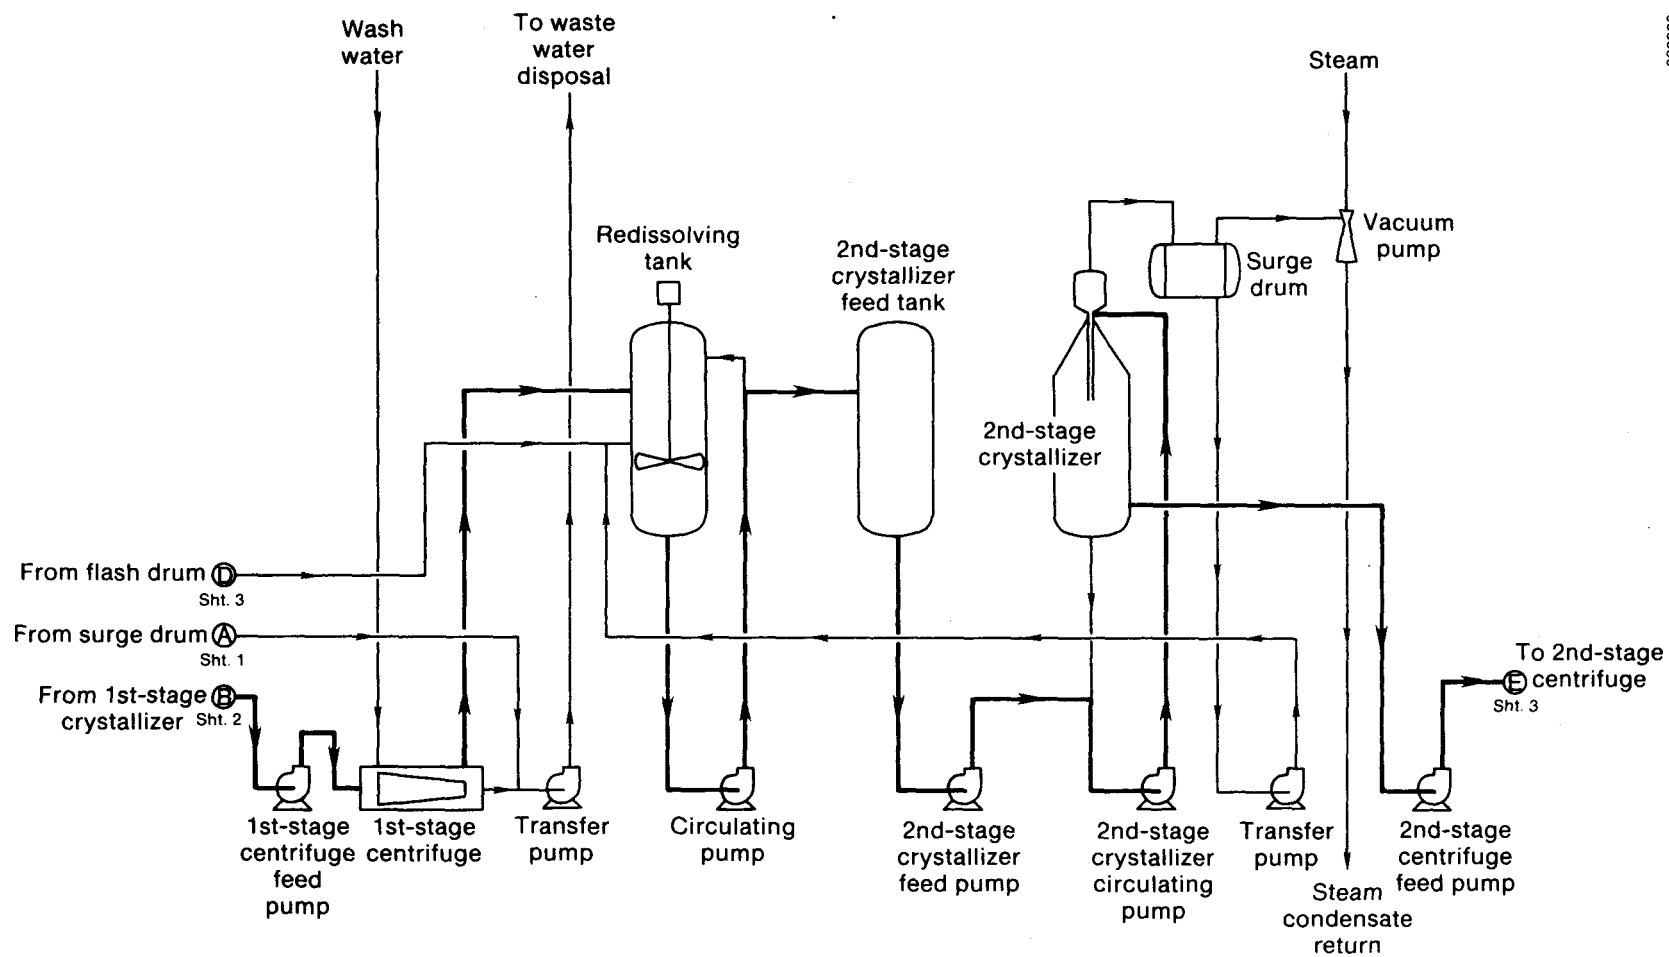 Wash
water
To waste
water
disposal
Steam
Redissolving
tank
2nd-stage
crystallizer
feed tank
Vacuum
pump
Surge
drum
2nd-stage
crystallizer
From flash drum D
Sht. 3
From surge drum A
Sht. 1
From 1st-stage B
crystallizer Sht. 2
To 2nd-stage
E centrifuge
Sht. 3
1st-stage
centrifuge
feed
pump
1st-stage
centrifuge
Transfer
pump
Circulating
pump
2nd-stage
crystallizer
feed pump
2nd-stage
crystallizer
circulating
pump
Transfer
pump
2nd-stage
centrifuge
feed pump
Steam
condensate
return